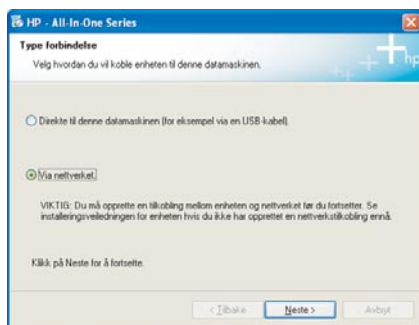 HP - All-In-One Series
Type forbindelse
Velg hvordan du vil koble enheten til denne datamaskinen.
hp
Direkte til denne datamaskinen (for eksempel via en USB-kabel).
Via nettverket.
VIKTIG: Du må opprette en tilkobling mellom enheten og nettverket før du fortsetter. Se
installeringsveiledningen for enheten hvis du ikke har opprettet en nettverkstilkobling ennå.
Klikk på Neste for å fortsette.
< Tilbake Neste > Avbryt